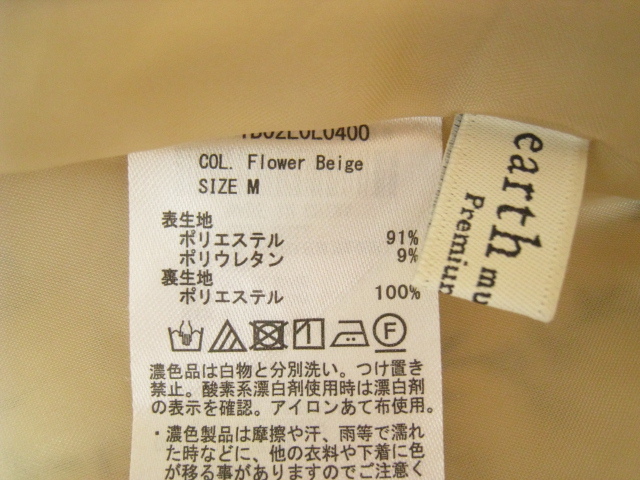 COL. Flower Beige
SIZE M
表生地
ポリエステル 91%
ポリウレタン 9%
裏生地
ポリエステル 100%
F
濃色品は白物と分別洗い。つけ置き
禁止。酸素系漂白剤使用時は漂白剤
の表示を確認。アイロンあて布使用。
・濃色製品は摩擦や汗、雨等で濡れ
た時などに、他の衣料や下着に色
が移る事がありますのでご注意く
earth mu
Premium